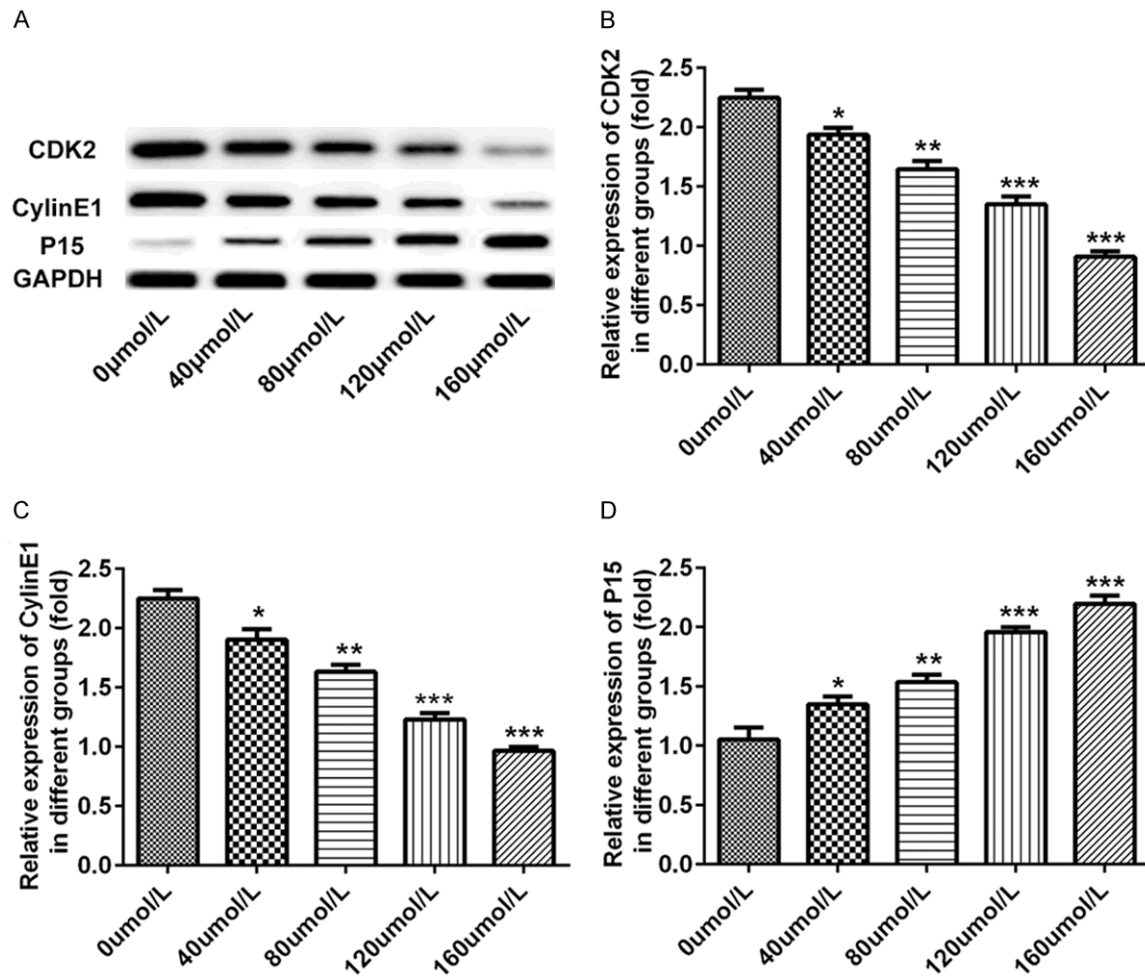 A
CDK2
CylinE1
P15
GAPDH
0μmol/L
40μmol/L
80μmol/L
120μmol/L
160μmol/L
B
Relative expression of CDK2
in different groups (fold)
2.5
2.0
1.5
1.0
0.5
0.0
*
**
***
***
0umol/L
40umol/L
80umol/L
120umol/L
160umol/L
C
Relative expression of CylinE1
in different groups (fold)
2.5
2.0
1.5
1.0
0.5
0.0
*
**
***
***
0umol/L
40umol/L
80umol/L
120umol/L
160umol/L
D
Relative expression of P15
in different groups (fold)
2.5
2.0
1.5
1.0
0.5
0.0
*
**
***
***
0umol/L
40umol/L
80umol/L
120umol/L
160umol/L